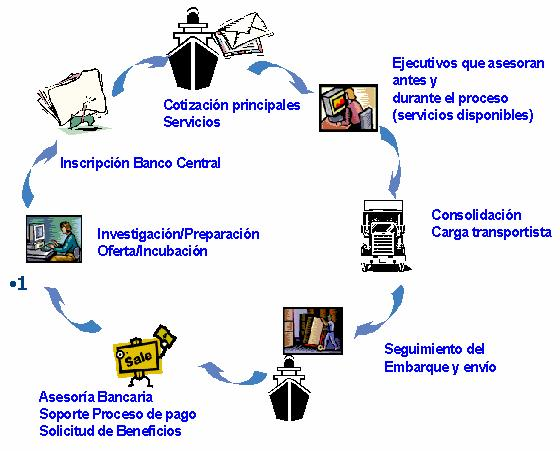 Cotización principales
Servicios
Ejecutivos que asesoran
antes y
durante el proceso
(servicios disponibles)
Inscripción Banco Central
Consolidación
Carga transportista
Investigación/Preparación
Oferta/Incubación
•1
Seguimiento del
Embarque y envío
Sale
Asesoría Bancaria
Soporte Proceso de pago
Solicitud de Beneficios